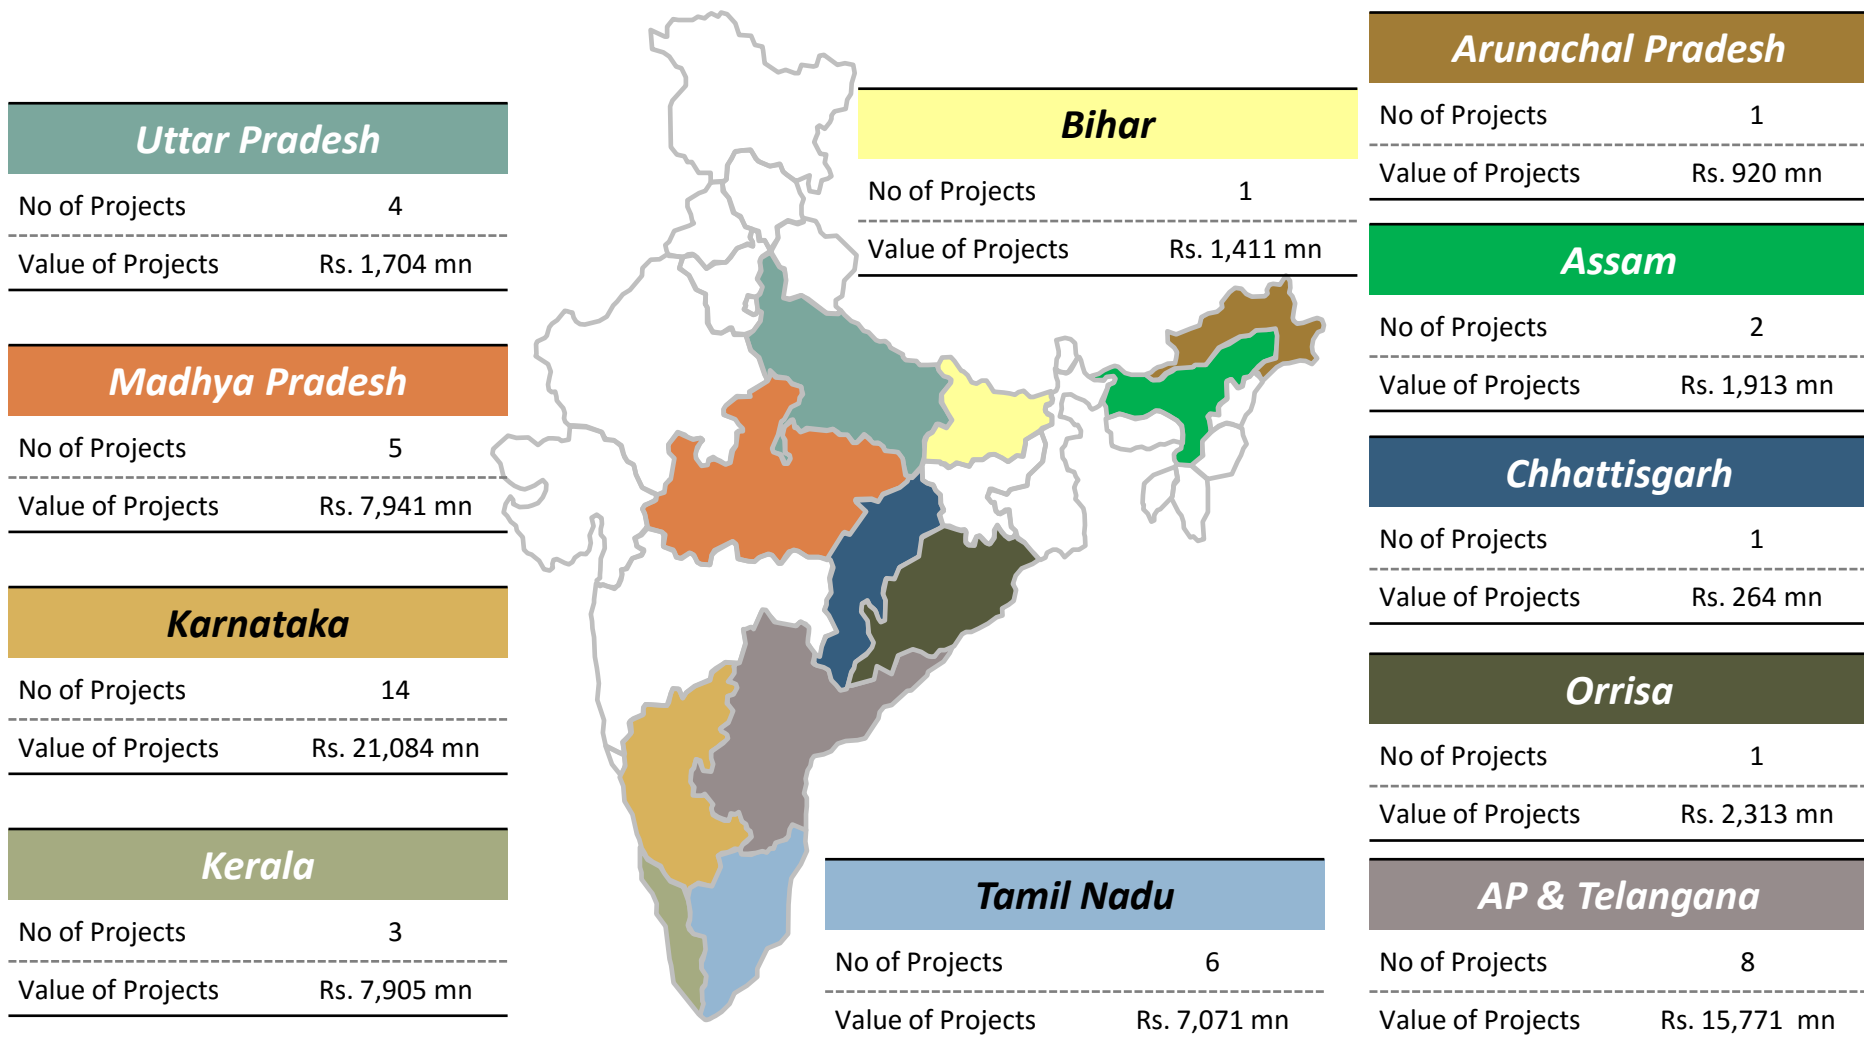 Uttar Pradesh
No of Projects 4
Value of Projects Rs. 1,704 mn
Madhya Pradesh
No of Projects 5
Value of Projects Rs. 7,941 mn
Karnataka
No of Projects 14
Value of Projects Rs. 21,084 mn
Kerala
No of Projects 3
Value of Projects Rs. 7,905 mn
Bihar
No of Projects 1
Value of Projects Rs. 1,411 mn
Tamil Nadu
No of Projects 6
Value of Projects Rs. 7,071 mn
Arunachal Pradesh
No of Projects 1
Value of Projects Rs. 920 mn
Assam
No of Projects 2
Value of Projects Rs. 1,913 mn
Chhattisgarh
No of Projects 1
Value of Projects Rs. 264 mn
Orrisa
No of Projects 1
Value of Projects Rs. 2,313 mn
AP & Telangana
No of Projects 8
Value of Projects Rs. 15,771 mn